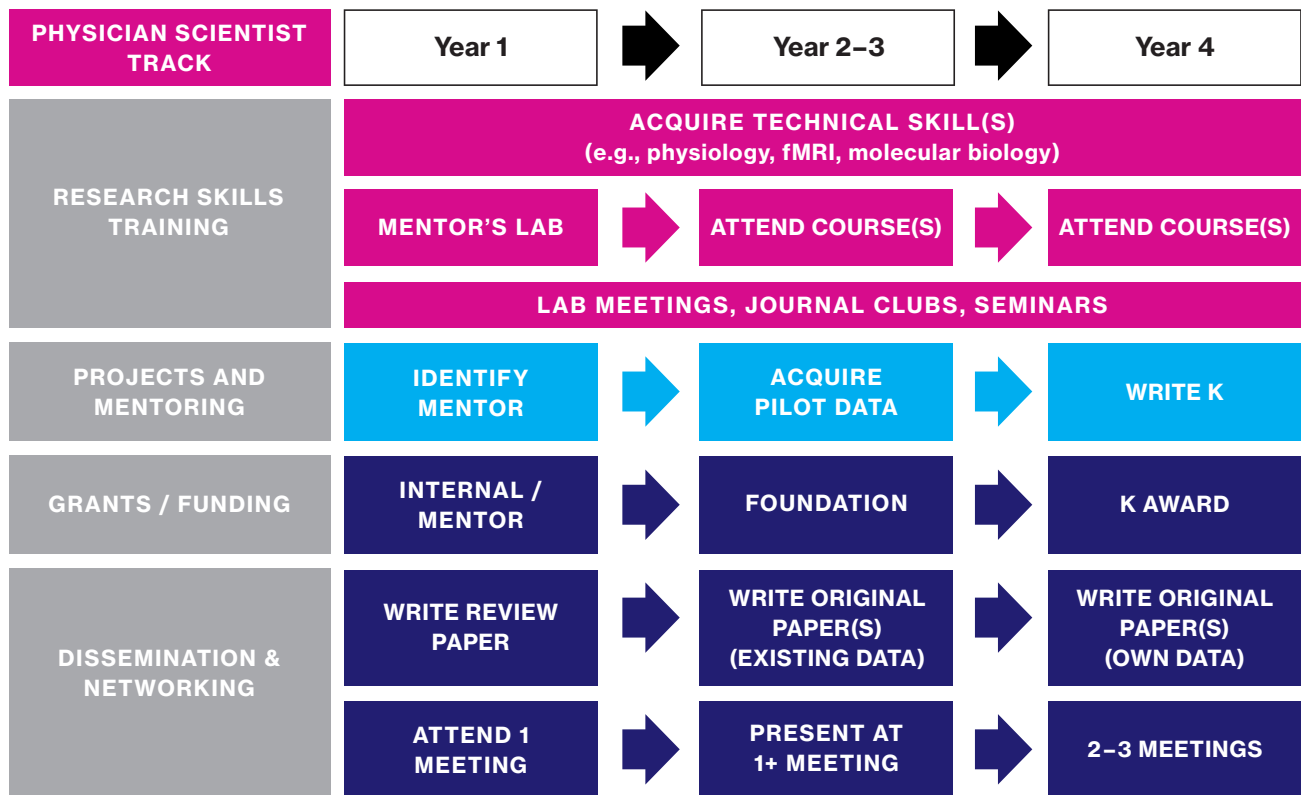 PHYSICIAN SCIENTIST
TRACK
Year 1
Year 2–3
Year 4
RESEARCH SKILLS
TRAINING
ACQUIRE TECHNICAL SKILL(S)
(e.g., physiology, fMRI, molecular biology)
MENTOR'S LAB
ATTEND COURSE(S)
ATTEND COURSE(S)
LAB MEETINGS, JOURNAL CLUBS, SEMINARS
PROJECTS AND
MENTORING
IDENTIFY
MENTOR
ACQUIRE
PILOT DATA
WRITE K
GRANTS / FUNDING
INTERNAL /
MENTOR
FOUNDATION
K AWARD
DISSEMINATION &
NETWORKING
WRITE REVIEW
PAPER
WRITE ORIGINAL
PAPER(S)
(EXISTING DATA)
WRITE ORIGINAL
PAPER(S)
(OWN DATA)
ATTEND 1
MEETING
PRESENT AT
1+ MEETING
2–3 MEETINGS